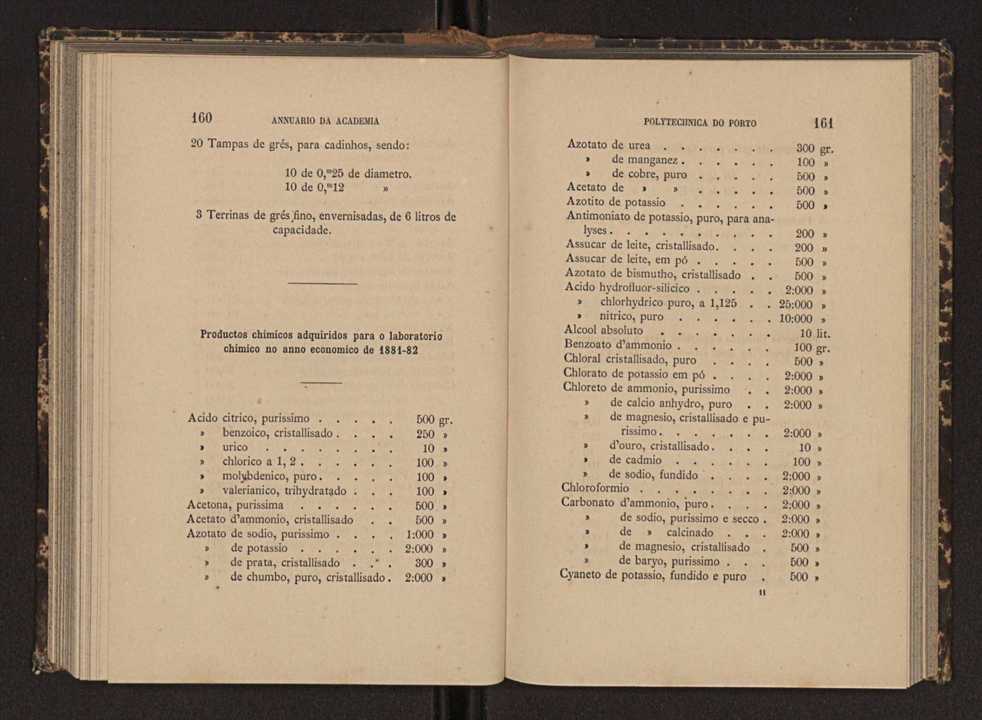 160 ANNUARIO DA ACADEMIA
20 Tampas de grés, para cadinhos, sendo:
10 de 0,ᵐ25 de diametro.
10 de 0,ᵐ12 »
3 Terrinas de grés fino, envernisadas, de 6 litros de
capacidade.
Productos chimicos adquiridos para o laboratorio
chimico no anno economico de 1881-82
Acido citrico, purissimo . . . . . 500 gr.
» benzoico, cristallisado . . . . 250 »
» urico . . . . . . . . 10 »
» chlorico a 1, 2 . . . . . . 100 »
» molybdenico, puro . . . . . 100 »
» valerianico, trihydratado . . . 100 »
Acetona, purissima . . . . . . 500 »
Acetato d'ammonio, cristallisado . . 500 »
Azotato de sodio, purissimo . . . . 1:000 »
» de potassio . . . . . . 2:000 »
» de prata, cristallisado . . . 300 »
» de chumbo, puro, cristallisado . 2:000 »
POLYTECHNICA DO PORTO 161
Azotato de urea . . . . . . . 300 gr.
» de manganez . . . . . . 100 »
» de cobre, puro . . . . . 500 »
Acetato de » » . . . . . 500 »
Azotito de potassio . . . . . . 500 »
Antimoniato de potassio, puro, para ana-
lyses . . . . . . . . . . 200 »
Assucar de leite, cristallisado . . . . 200 »
Assucar de leite, em pó . . . . . 500 »
Azotato de bismutho, cristallisado . . 500 »
Acido hydrofluor-silicico . . . . . 2:000 »
» chlorhydrico puro, a 1,125 . . 25:000 »
» nitrico, puro . . . . . . 10:000 »
Alcool absoluto . . . . . . . 10 lit.
Benzoato d'ammonio . . . . . . 100 gr.
Chloral cristallisado, puro . . . . 500 »
Chlorato de potassio em pó . . . . 2:000 »
Chloreto de ammonio, purissimo . . 2:000 »
» de calcio anhydro, puro . . 2:000 »
» de magnesio, cristallisado e pu-
rissimo . . . . . . . 2:000 »
» d'ouro, cristallisado . . . . 10 »
» de cadmio . . . . . . 100 »
» de sodio, fundido . . . . 2:000 »
Chloroformio . . . . . . . . 2:000 »
Carbonato d'ammonio, puro . . . . 2:000 »
» de sodio, purissimo e secco . 2:000 »
» de » calcinado . . . 2:000 »
» de magnesio, cristallisado . 500 »
» de baryo, purissimo . . . 500 »
Cyaneto de potassio, fundido e puro . 500 »
11